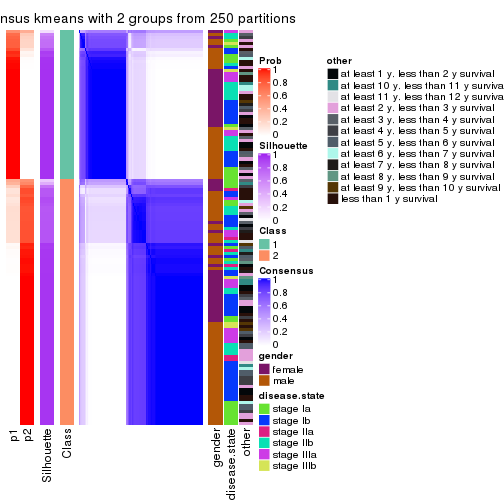 nsus kmeans with 2 groups from 250 partitions
Prob
1
0.8
0.6
0.4
0.2
0
Silhouette
1
0.8
0.6
0.4
0.2
0
Class
1
2
Consensus
1
0.8
0.6
0.4
0.2
0
gender
female
male
disease.state
stage Ia
stage Ib
stage IIa
stage IIb
stage IIIa
stage IIIb
other
at least 1 y. less than 2 y survival
at least 10 y. less than 11 y survival
at least 11 y. less than 12 y survival
at least 2 y. less than 3 y survival
at least 3 y. less than 4 y survival
at least 4 y. less than 5 y survival
at least 5 y. less than 6 y survival
at least 6 y. less than 7 y survival
at least 7 y. less than 8 y survival
at least 8 y. less than 9 y survival
at least 9 y. less than 10 y survival
less than 1 y survival
p1
p2
Silhouette
Class
gender
disease.state
other